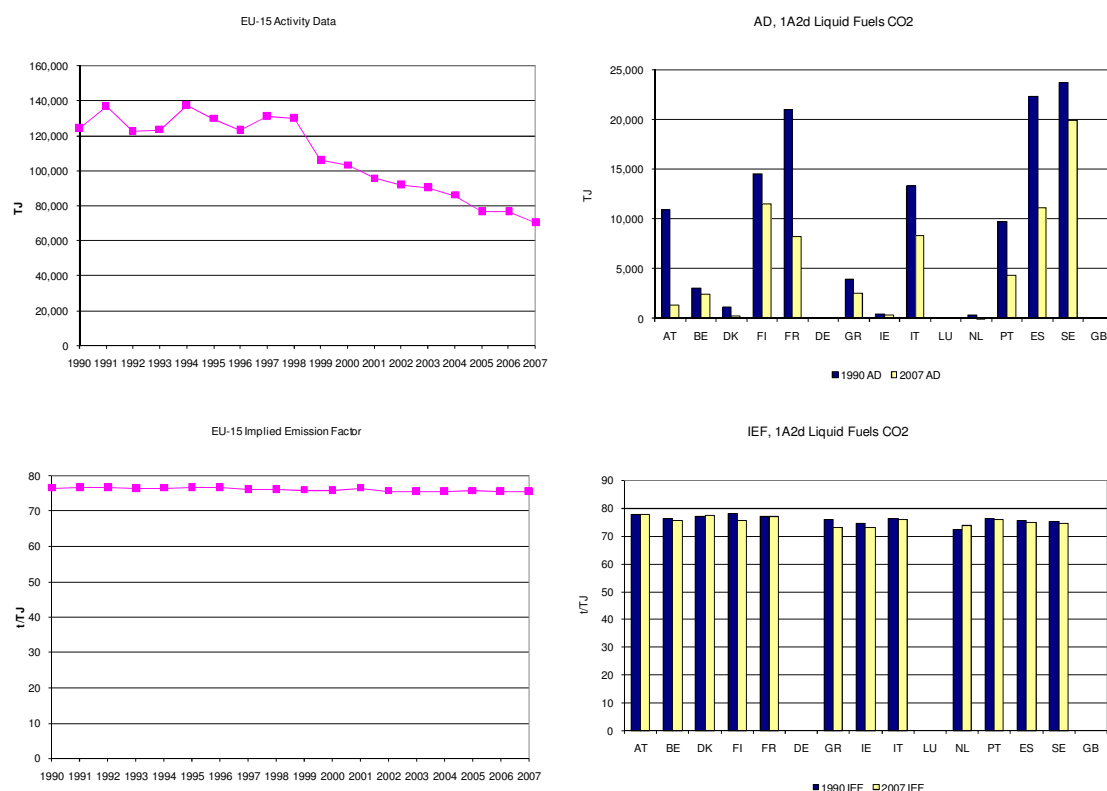 EU-15 Activity Data
160,000
140,000
120,000
100,000
80,000
60,000
40,000
20,000
0
TJ
1990 1991 1992 1993 1994 1995 1996 1997 1998 1999 2000 2001 2002 2003 2004 2005 2006 2007
AD, 1A2d Liquid Fuels CO2
25,000
20,000
15,000
10,000
5,000
0
TJ
AT BE DK FI FR DE GR IE IT LU NL PT ES SE GB
1990 AD 2007 AD
EU-15 Implied Emission Factor
80
70
60
50
40
30
20
10
0
t/TJ
1990 1991 1992 1993 1994 1995 1996 1997 1998 1999 2000 2001 2002 2003 2004 2005 2006 2007
IEF, 1A2d Liquid Fuels CO2
90
80
70
60
50
40
30
20
10
0
t/TJ
AT BE DK FI FR DE GR IE IT LU NL PT ES SE GB
1990 IEF 2007 IEF